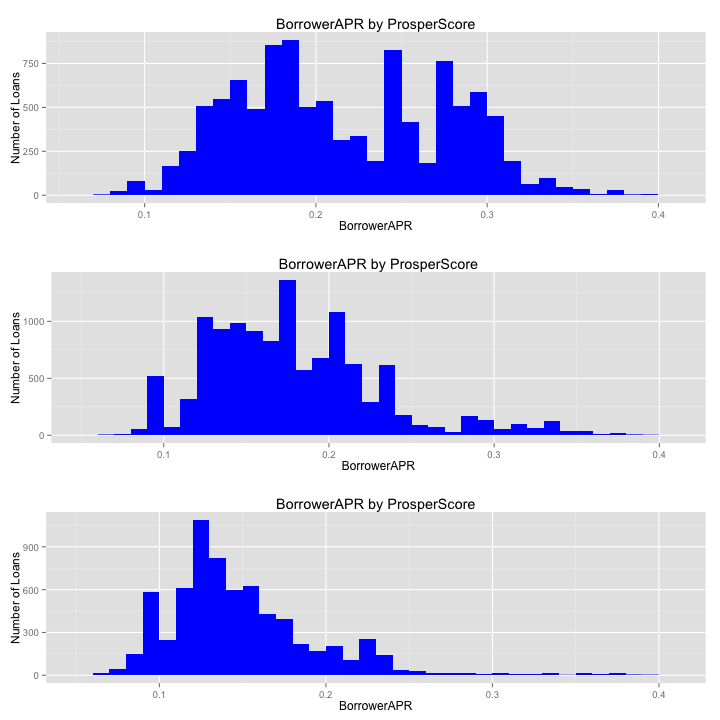 BorrowerAPR by ProsperScore
Number of Loans
750
500
250
0
0.1 0.2 0.3 0.4
BorrowerAPR
BorrowerAPR by ProsperScore
Number of Loans
1000
500
0
0.1 0.2 0.3 0.4
BorrowerAPR
BorrowerAPR by ProsperScore
Number of Loans
900
600
300
0
0.1 0.2 0.3 0.4
BorrowerAPR